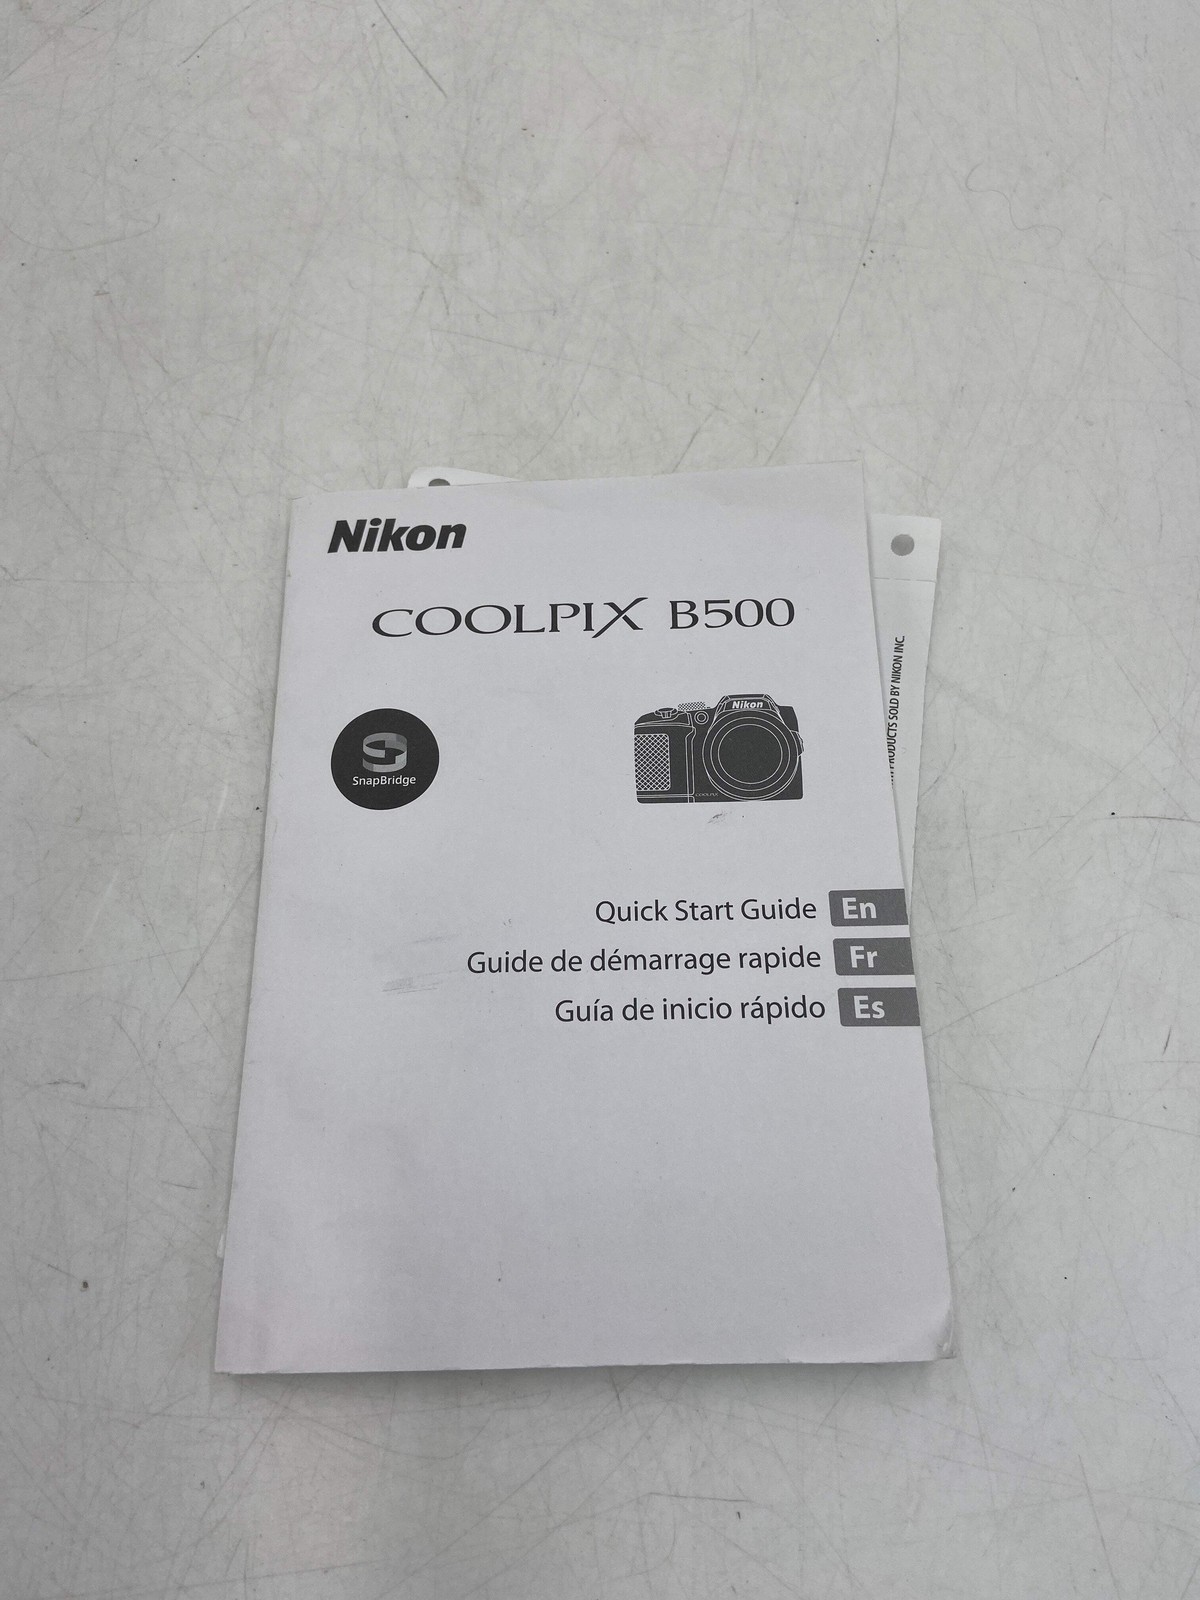 Nikon
COOLPIX B500
Nikon
SnapBridge
COOLPIX
Quick Start Guide En
Guide de démarrage rapide Fr
Guía de inicio rápido Es
PRODUCTS SOLD BY NIKON INC.